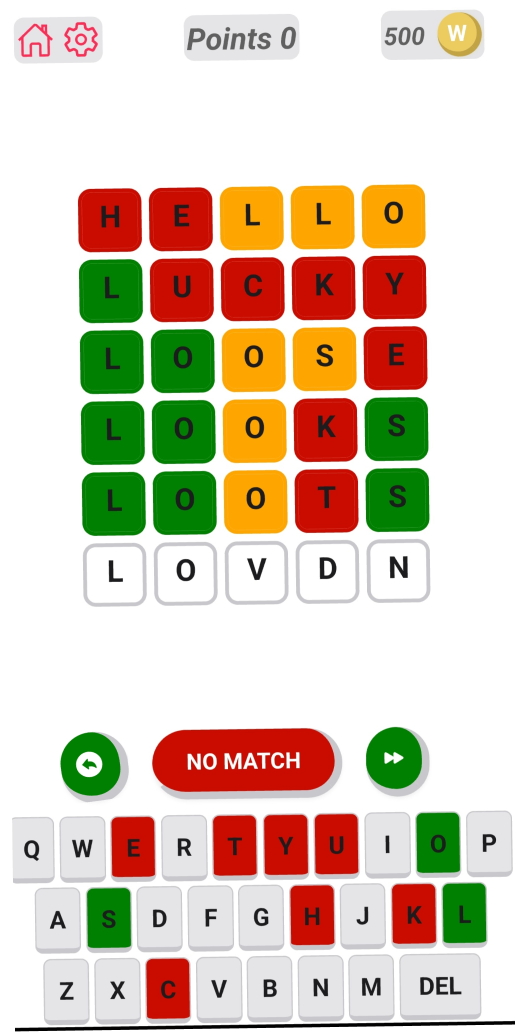 Points 0
500 W
H E L L O
L U C K Y
L O O S E
L O O K S
L O O T S
L O V D N
NO MATCH
Q W E R T Y U I O P
A S D F G H J K L
Z X C V B N M DEL